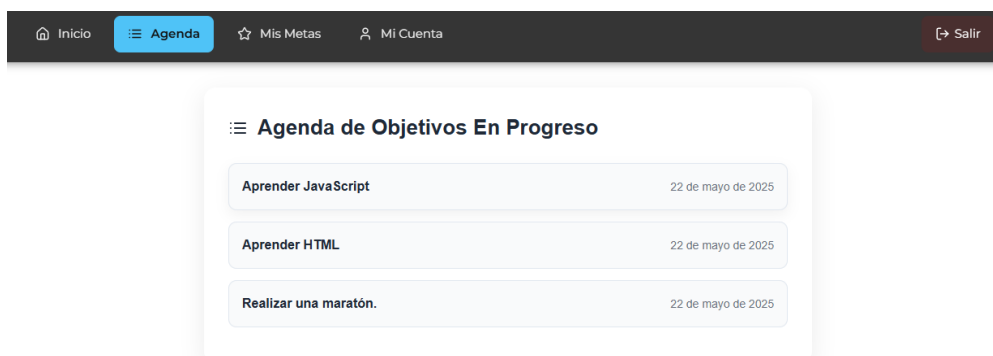 Inicio Agenda Mis Metas Mi Cuenta Salir
Agenda de Objetivos En Progreso
Aprender JavaScript 22 de mayo de 2025
Aprender HTML 22 de mayo de 2025
Realizar una maratón. 22 de mayo de 2025